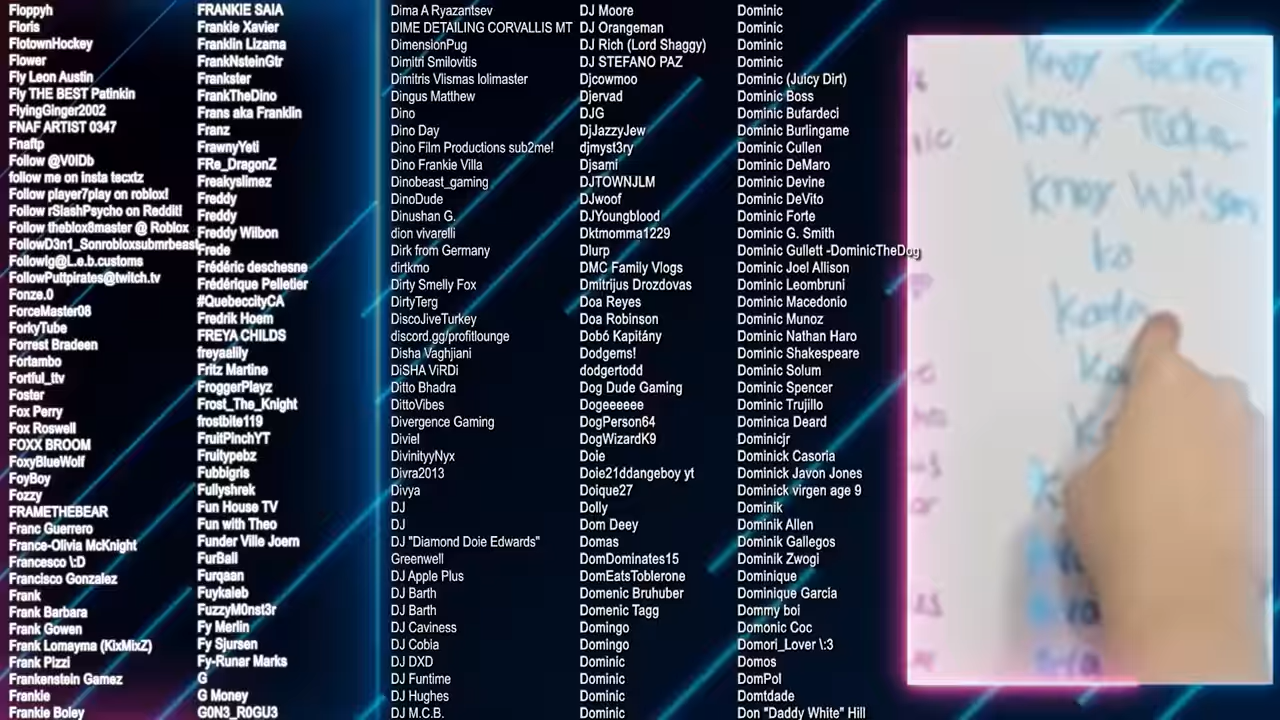 Floppyh
Floris
FlotownHockey
Flower
Fly Leon Austin
Fly THE BEST Patinkin
FlyingGinger2002
FNAF ARTIST 0347
Fnaftp
Follow @V0IDb
follow me on insta tecxtz
Follow player7play on roblox!
Follow rSlashPsycho on Reddit!
Follow theblox8master @ Roblox
FollowD3n1_Sonrobloxsubmrbeast
FollowIg@L.e.b.customs
FollowPuttpirates@twitch.tv
Fonze.0
ForceMaster08
ForkyTube
Forrest Bradeen
Fortambo
Fortful_ttv
Foster
Fox Perry
Fox Roswell
FOXX BROOM
FoxyBlueWolf
FoyBoy
Fozzy
FRAMETHEBEAR
Franc Guerrero
France-Olivia McKnight
Francesco \:D
Francisco Gonzalez
Frank
Frank Barbara
Frank Gowen
Frank Lomayma (KixMixZ)
Frank Pizzi
Frankenstein Gamez
Frankie
Frankie Boley
FRANKIE SAIA
Frankie Xavier
Franklin Lizama
FrankNsteinGtr
Frankster
FrankTheDino
Frans aka Franklin
Franz
FrawnyYeti
FRe_DragonZ
Freakyslimez
Freddy
Freddy
Freddy Wilbon
Frede
Frédéric deschesne
Frédérique Pelletier
#QuebeccityCA
Fredrik Hoem
FREYA CHILDS
freyaalily
Fritz Martine
FroggerPlayz
Frost_The_Knight
frostbite119
FruitPinchYT
Fruitypebz
Fubbigris
Fullyshrek
Fun House TV
Fun with Theo
Funder Ville Joern
FurBall
Furqaan
Fuykaleb
FuzzyM0nst3r
Fy Merlin
Fy Sjursen
Fy-Runar Marks
G
G Money
G0N3_R0GU3
Dima A Ryazantsev
DIME DETAILING CORVALLIS MT
DimensionPug
Dimitri Smilovitis
Dimitris Vlismas Iolimaster
Dingus Matthew
Dino
Dino Day
Dino Film Productions sub2me!
Dino Frankie Villa
Dinobeast_gaming
DinoDude
Dinushan G.
dion vivarelli
Dirk from Germany
dirtkmo
Dirty Smelly Fox
DirtyTerg
DiscoJiveTurkey
discord.gg/profitlounge
Disha Vaghjiani
DiSHA ViRDi
Ditto Bhadra
DittoVibes
Divergence Gaming
Diviel
DivinityyNyx
Divra2013
Divya
DJ
DJ
DJ "Diamond Doie Edwards"
Greenwell
DJ Apple Plus
DJ Barth
DJ Barth
DJ Caviness
DJ Cobia
DJ DXD
DJ Funtime
DJ Hughes
DJ M.C.B.
DJ Moore
DJ Orangeman
DJ Rich (Lord Shaggy)
DJ STEFANO PAZ
Djcowmoo
Djervad
DJG
DjJazzyJew
djmyst3ry
Djsami
DJTOWNJLM
DJwoof
DJYoungblood
Dktmomma1229
Dlurp
DMC Family Vlogs
Dmitrijus Drozdovas
Doa Reyes
Doa Robinson
Dobó Kapitány
Dodgems!
dodgertodd
Dog Dude Gaming
Dogeeeeee
DogPerson64
DogWizardK9
Doie
Doie21ddangeboy yt
Doique27
Dolly
Dom Deey
Domas
DomDominates15
DomEatsToblerone
Domenic Bruhuber
Domenic Tagg
Domingo
Domingo
Dominic
Dominic
Dominic
Dominic
Dominic
Dominic
Dominic
Dominic
Dominic (Juicy Dirt)
Dominic Boss
Dominic Bufardeci
Dominic Burlingame
Dominic Cullen
Dominic DeMaro
Dominic Devine
Dominic DeVito
Dominic Forte
Dominic G. Smith
Dominic Gullett -DominicTheDog
Dominic Joel Allison
Dominic Leombruni
Dominic Macedonio
Dominic Munoz
Dominic Nathan Haro
Dominic Shakespeare
Dominic Solum
Dominic Spencer
Dominic Trujillo
Dominica Deard
Dominicjr
Dominick Casoria
Dominick Javon Jones
Dominick virgen age 9
Dominik
Dominik Allen
Dominik Gallegos
Dominik Zwogi
Dominique
Dominique Garcia
Dommy boi
Domonic Coc
Domori_Lover \:3
Domos
DomPol
Domtdade
Don "Daddy White" Hill
Knox Tucker
Knox Tucker
Knox Wilson
Ko